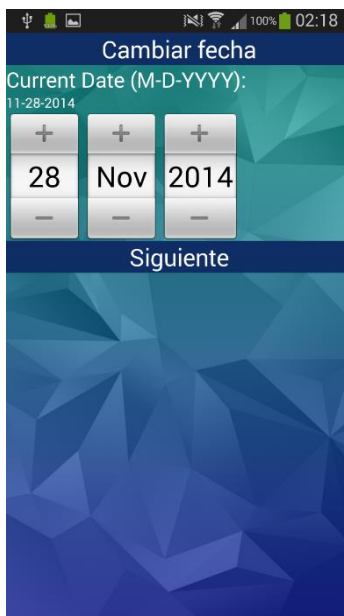 100% 02:18
Cambiar fecha
Current Date (M-D-YYYY):
11-28-2014
+ + +
28 Nov 2014
- - -
Siguiente